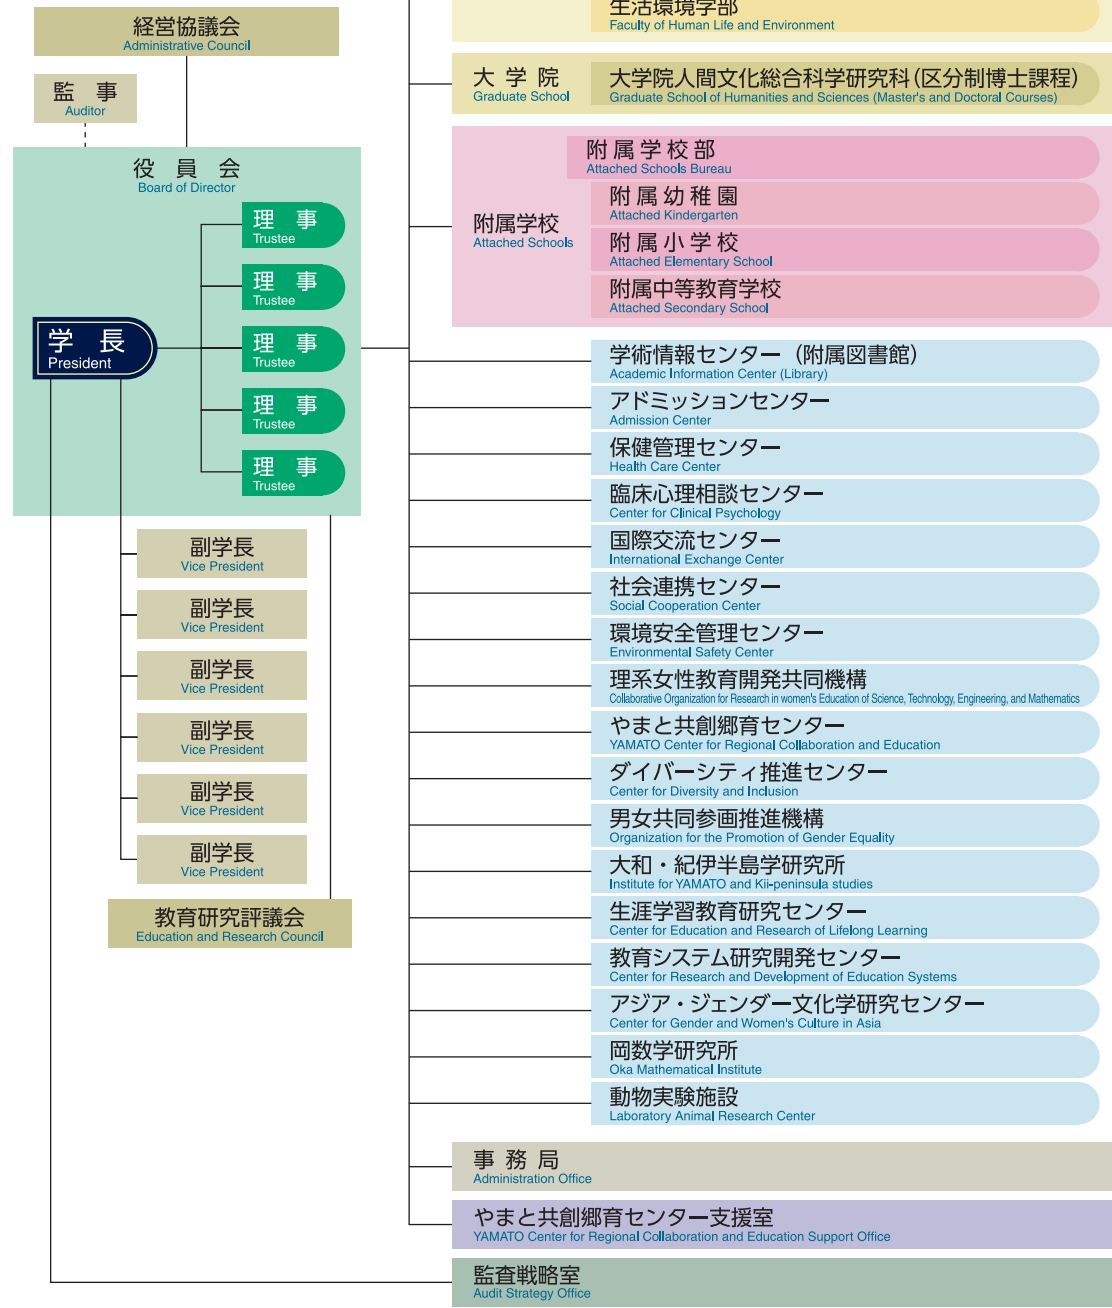 経営協議会
Administrative Council
監事
Auditor
役員会
Board of Director
理事
Trustee
理事
Trustee
理事
Trustee
理事
Trustee
理事
Trustee
学長
President
副学長
Vice President
副学長
Vice President
副学長
Vice President
副学長
Vice President
副学長
Vice President
副学長
Vice President
教育研究評議会
Education and Research Council
生活環境学部
Faculty of Human Life and Environment
大学院
Graduate School
大学院人間文化総合科学研究科（区分制博士課程）
Graduate School of Humanities and Sciences (Master's and Doctoral Courses)
附属学校
Attached Schools
附属学校部
Attached Schools Bureau
附属幼稚園
Attached Kindergarten
附属小学校
Attached Elementary School
附属中等教育学校
Attached Secondary School
学術情報センター（附属図書館）
Academic Information Center (Library)
アドミッションセンター
Admission Center
保健管理センター
Health Care Center
臨床心理相談センター
Center for Clinical Psychology
国際交流センター
International Exchange Center
社会連携センター
Social Cooperation Center
環境安全管理センター
Environmental Safety Center
理系女性教育開発共同機構
Collaborative Organization for Research in women's Education of Science, Technology, Engineering, and Mathematics
やまと共創郷育センター
YAMATO Center for Regional Collaboration and Education
ダイバーシティ推進センター
Center for Diversity and Inclusion
男女共同参画推進機構
Organization for the Promotion of Gender Equality
大和・紀伊半島学研究所
Institute for YAMATO and Kii-peninsula studies
生涯学習教育研究センター
Center for Education and Research of Lifelong Learning
教育システム研究開発センター
Center for Research and Development of Education Systems
アジア・ジェンダー文化学研究センター
Center for Gender and Women's Culture in Asia
岡数学研究所
Oka Mathematical Institute
動物実験施設
Laboratory Animal Research Center
事務局
Administration Office
やまと共創郷育センター支援室
YAMATO Center for Regional Collaboration and Education Support Office
監査戦略室
Audit Strategy Office